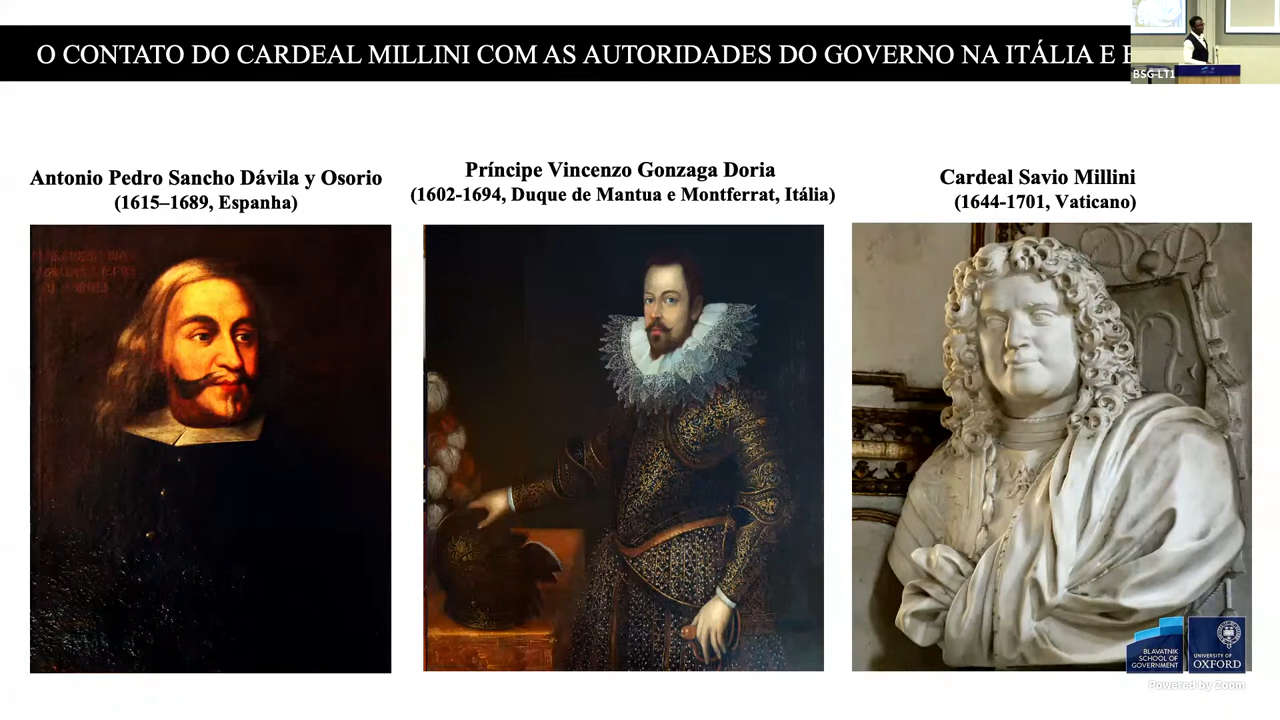 O CONTATO DO CARDEAL MILLINI COM AS AUTORIDADES DO GOVERNO NA ITÁLIA E
BSG-LT1
Antonio Pedro Sancho Dávila y Osorio
(1615–1689, Espanha)
Príncipe Vincenzo Gonzaga Doria
(1602-1694, Duque de Mantua e Montferrat, Itália)
Cardeal Savio Millini
(1644-1701, Vaticano)
BLAVATNIK
SCHOOL OF
GOVERNMENT
UNIVERSITY OF
OXFORD
Powered by Zoom